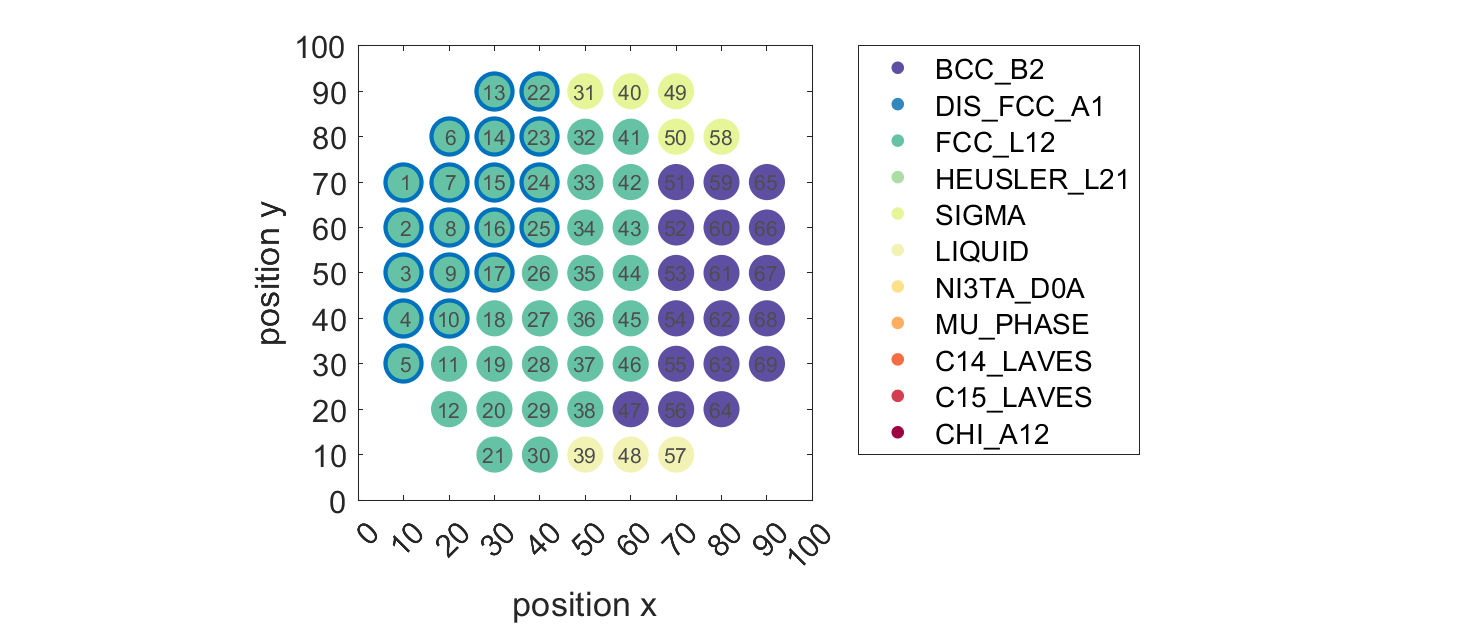 100
90
80
70
60
50
40
30
20
10
0
position y
13 22 31 40 49
6 14 23 32 41 50 58
1 7 15 24 33 42 51 59 65
2 8 16 25 34 43 52 60 66
3 9 17 26 35 44 53 61 67
4 10 18 27 36 45 54 62 68
5 11 19 28 37 46 55 63 69
12 20 29 38 47 56 64
21 30 39 48 57
0 10 20 30 40 50 60 70 80 90 100
position x
BCC_B2
DIS_FCC_A1
FCC_L12
HEUSLER_L21
SIGMA
LIQUID
NI3TA_D0A
MU_PHASE
C14_LAVES
C15_LAVES
CHI_A12